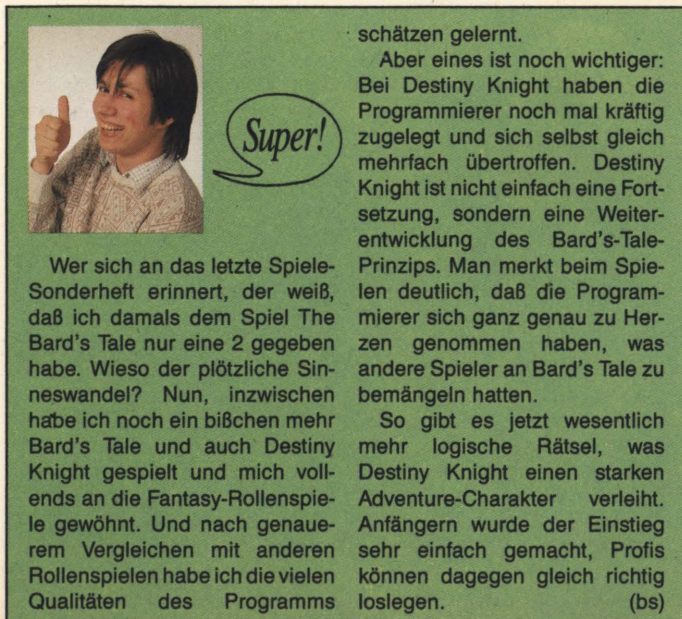 Super!
Wer sich an das letzte Spiele-
Sonderheft erinnert, der weiß,
daß ich damals dem Spiel The
Bard's Tale nur eine 2 gegeben
habe. Wieso der plötzliche Sin-
neswandel? Nun, inzwischen
habe ich noch ein bißchen mehr
Bard's Tale und auch Destiny
Knight gespielt und mich voll-
ends an die Fantasy-Rollenspie-
le gewöhnt. Und nach genaue-
rem Vergleichen mit anderen
Rollenspielen habe ich die vielen
Qualitäten des Programms
schätzen gelernt.
Aber eines ist noch wichtiger:
Bei Destiny Knight haben die
Programmierer noch mal kräftig
zugelegt und sich selbst gleich
mehrfach übertroffen. Destiny
Knight ist nicht einfach eine Fort-
setzung, sondern eine Weiter-
entwicklung des Bard's-Tale-
Prinzips. Man merkt beim Spie-
len deutlich, daß die Program-
mierer sich ganz genau zu Her-
zen genommen haben, was
andere Spieler an Bard's Tale zu
bemängeln hatten.
So gibt es jetzt wesentlich
mehr logische Rätsel, was
Destiny Knight einen starken
Adventure-Charakter verleiht.
Anfängern wurde der Einstieg
sehr einfach gemacht, Profis
können dagegen gleich richtig
loslegen. (bs)